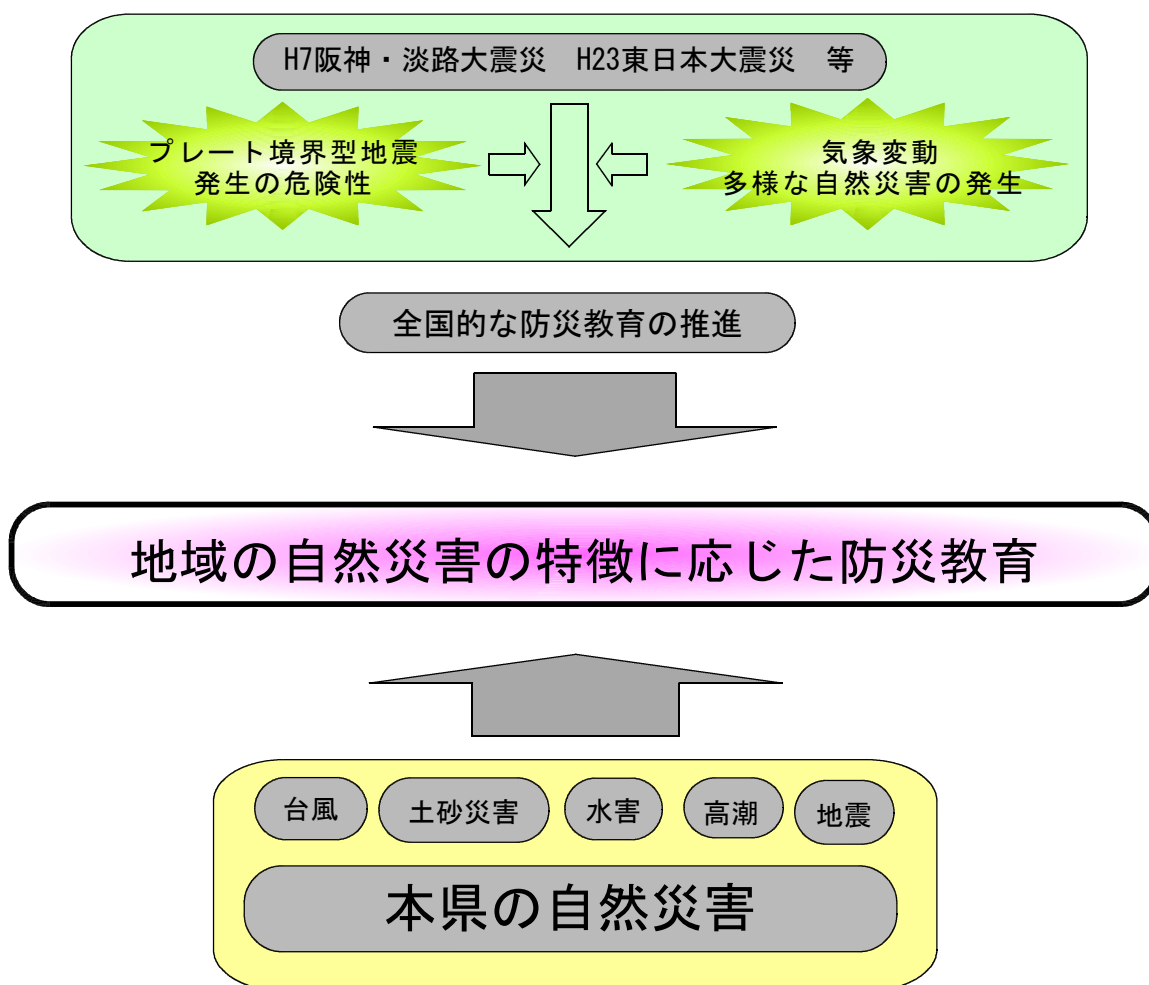 H7阪神・淡路大震災　H23東日本大震災　等
プレート境界型地震
発生の危険性
気象変動
多様な自然災害の発生
全国的な防災教育の推進
地域の自然災害の特徴に応じた防災教育
台風
土砂災害
水害
高潮
地震
本県の自然災害